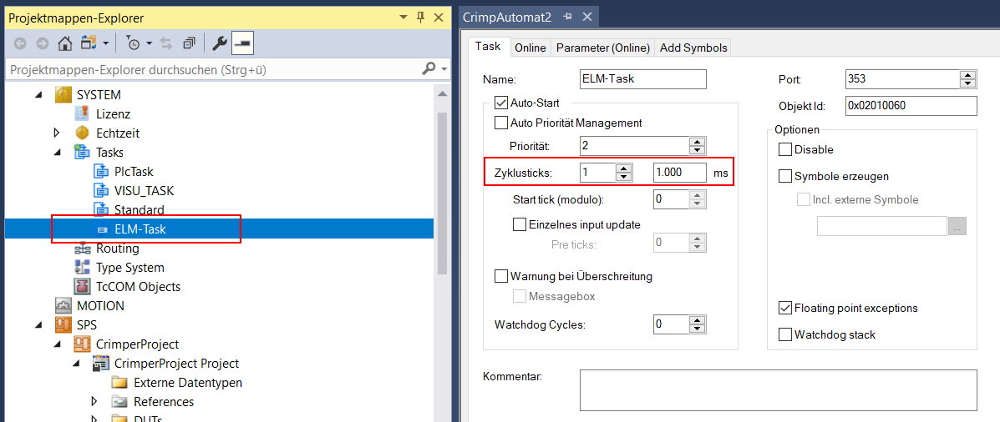 Projektmappen-Explorer
Projektmappen-Explorer durchsuchen (Strg+ü)
SYSTEM
Lizenz
Echtzeit
Tasks
PlcTask
VISU_TASK
Standard
ELM-Task
Routing
Type System
TcCOM Objects
MOTION
SPS
CrimperProject
CrimperProject Project
Externe Datentypen
References
DUTs
CrimpAutomat2
Task Online Parameter (Online) Add Symbols
Name: ELM-Task
Auto-Start
Auto Priorität Management
Priorität: 2
Zyklusticks: 1 1.000 ms
Start tick (modulo): 0
Einzelnes input update
Pre ticks: 0
Warnung bei Überschreitung
Messagebox
Watchdog Cycles: 0
Port: 353
Objekt Id: 0x02010060
Optionen
Disable
Symbole erzeugen
Incl. externe Symbole
...
Floating point exceptions
Watchdog stack
Kommentar: